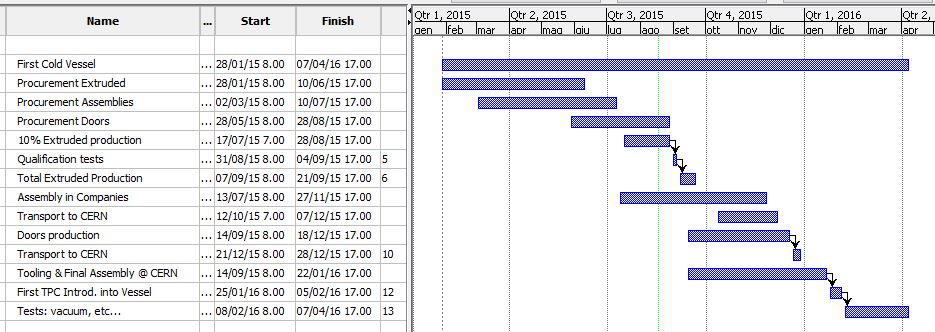 Name ... Start Finish
Qtr 1, 2015 Qtr 2, 2015 Qtr 3, 2015 Qtr 4, 2015 Qtr 1, 2016 Qtr 2,
gen feb mar apr mag giu lug ago set ott nov dic gen feb mar apr
First Cold Vessel ... 28/01/15 8.00 07/04/16 17.00
Procurement Extruded ... 28/01/15 8.00 10/06/15 17.00
Procurement Assemblies ... 02/03/15 8.00 10/07/15 17.00
Procurement Doors ... 28/05/15 8.00 28/08/15 17.00
10% Extruded production ... 17/07/15 7.00 28/08/15 17.00
Qualification tests ... 31/08/15 8.00 04/09/15 17.00 5
Total Extruded Production ... 07/09/15 8.00 21/09/15 17.00 6
Assembly in Companies ... 13/07/15 8.00 27/11/15 17.00
Transport to CERN ... 12/10/15 7.00 07/12/15 17.00
Doors production ... 14/09/15 8.00 18/12/15 17.00
Transport to CERN ... 21/12/15 8.00 28/12/15 17.00 10
Tooling & Final Assembly @ CERN ... 14/09/15 8.00 22/01/16 17.00
First TPC Introd. into Vessel ... 25/01/16 8.00 05/02/16 17.00 12
Tests: vacuum, etc... ... 08/02/16 8.00 07/04/16 17.00 13